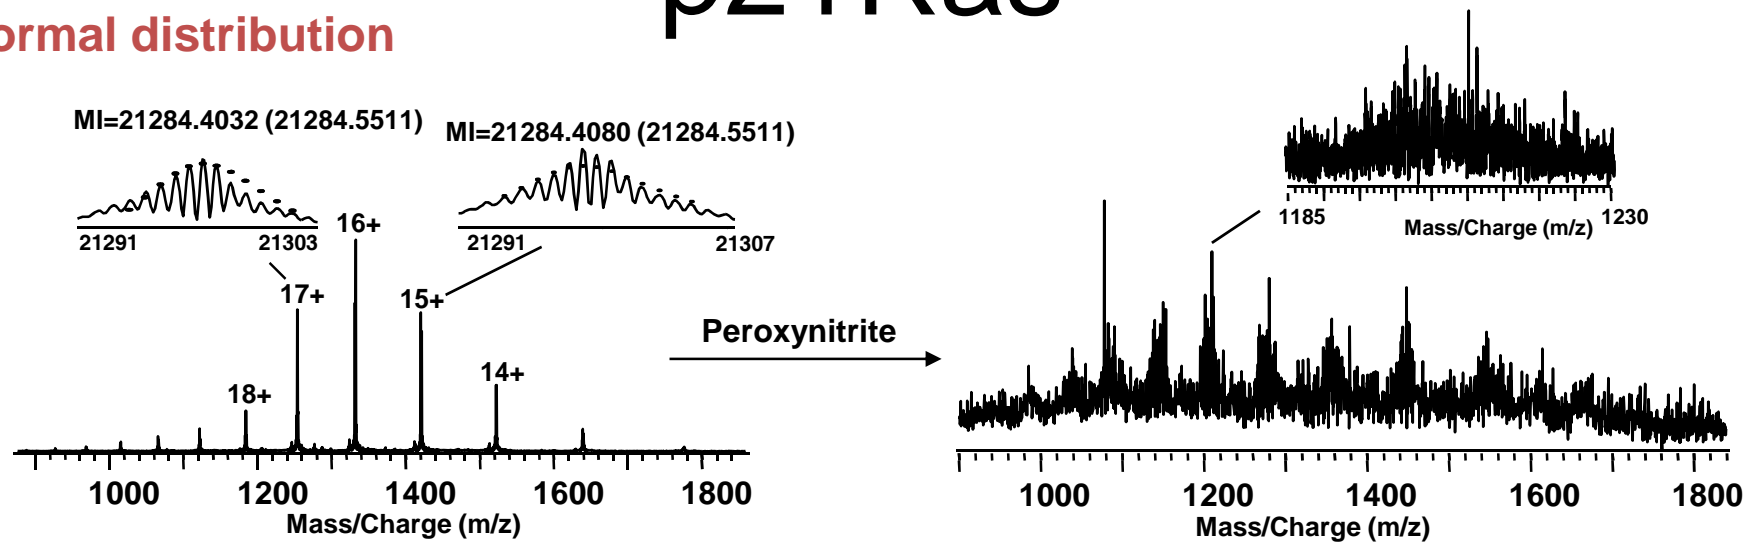 p21Ras
ormal distribution
MI=21284.4032 (21284.5511)
MI=21284.4080 (21284.5511)
21291 21303
21291 21307
16+
17+
15+
14+
18+
1000 1200 1400 1600 1800
Mass/Charge (m/z)
Peroxynitrite
1185 1230
Mass/Charge (m/z)
1000 1200 1400 1600 1800
Mass/Charge (m/z)